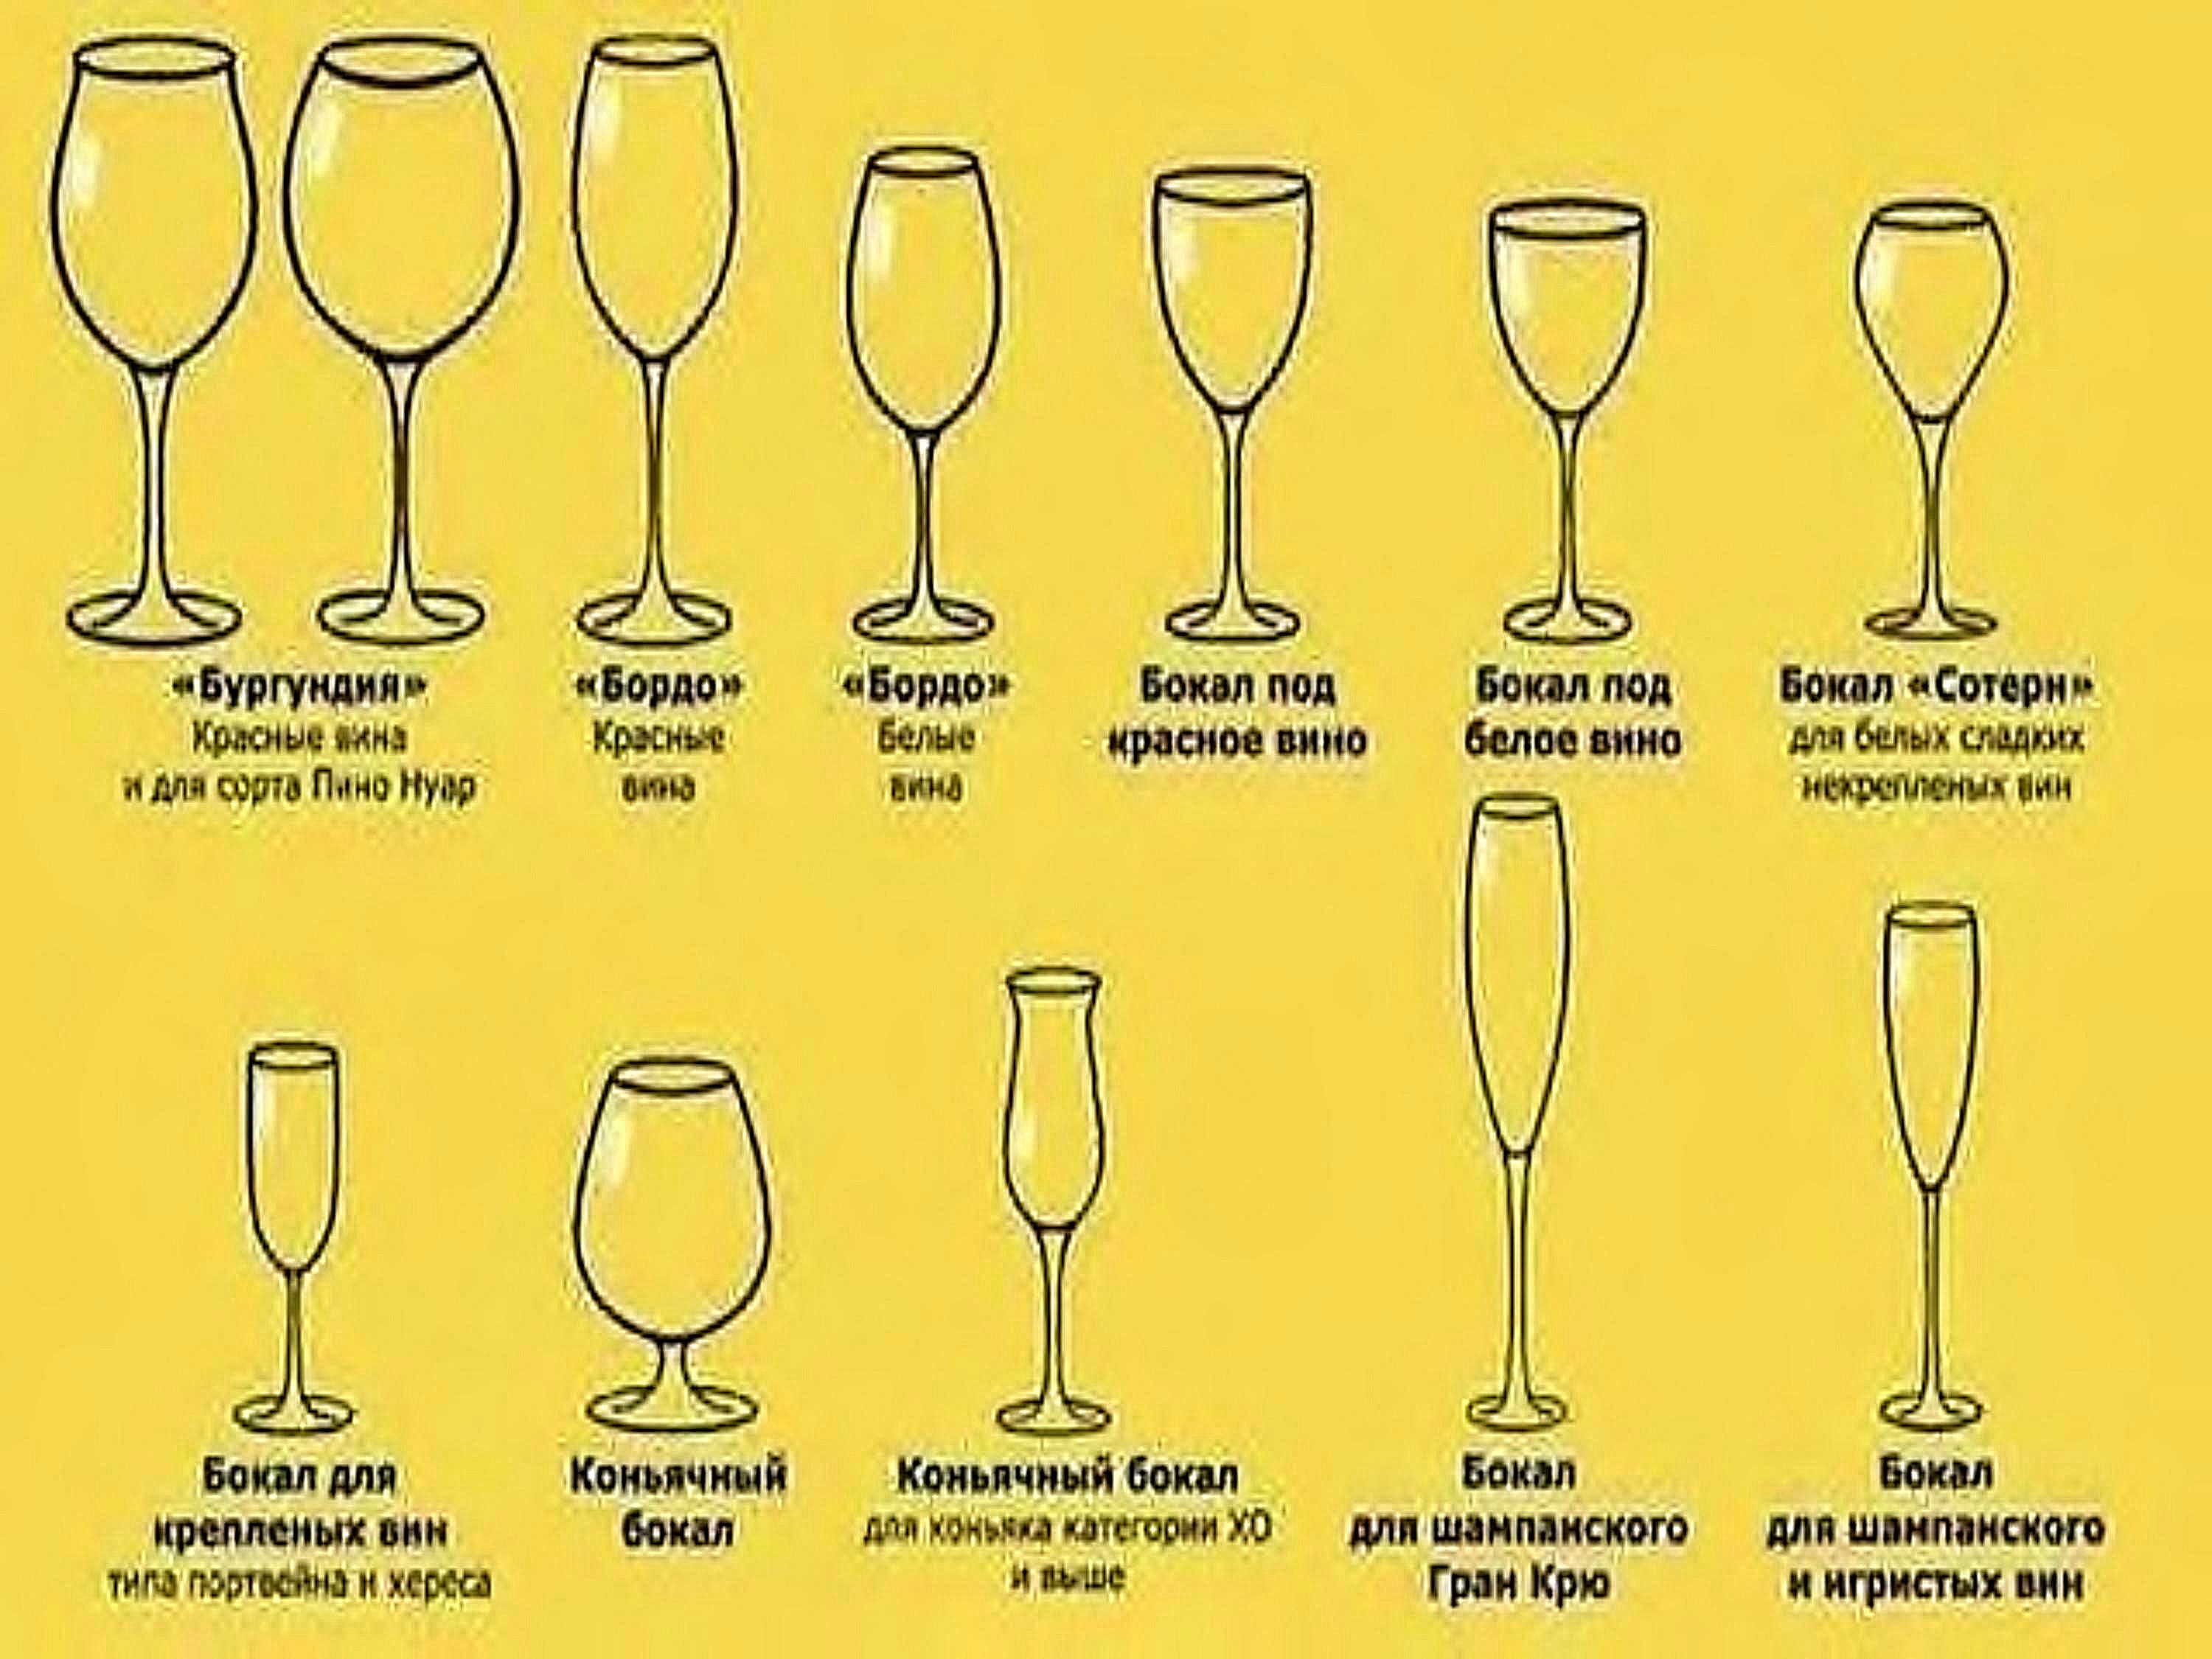 «Бургундия»
Красные вина
и для сорта Пино Нуар
«Бордо»
Красные
вина
«Бордо»
Белые
вина
Бокал под
красное вино
Бокал под
белое вино
Бокал «Сотерн»
для белых сладких
некрепленых вин
Бокал для
крепленых вин
типа портвейна и хереса
Коньячный
бокал
Коньячный бокал
для коньяка категории ХО
и выше
Бокал
для шампанского
Гран Крю
Бокал
для шампанского
и игристых вин